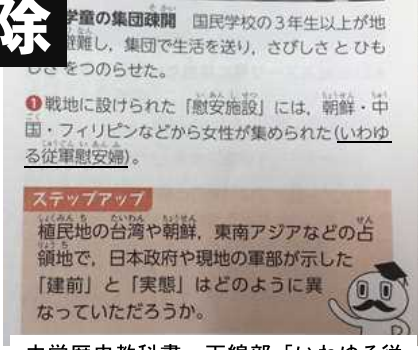 除
学童の集団疎開 国民学校の3年生以上が地
避難し，集団で生活を送り，さびしさとひも
じさをつのらせた。
❶戦地に設けられた「慰安施設」には，朝鮮・中
国・フィリピンなどから女性が集められた(いわゆ
る従軍慰安婦)。
ステップアップ
植民地の台湾や朝鮮，東南アジアなどの占
領地で，日本政府や現地の軍部が示した
「建前」と「実態」はどのように異
なっていただろうか。
中学歴史教科書 下線部「いわゆる従